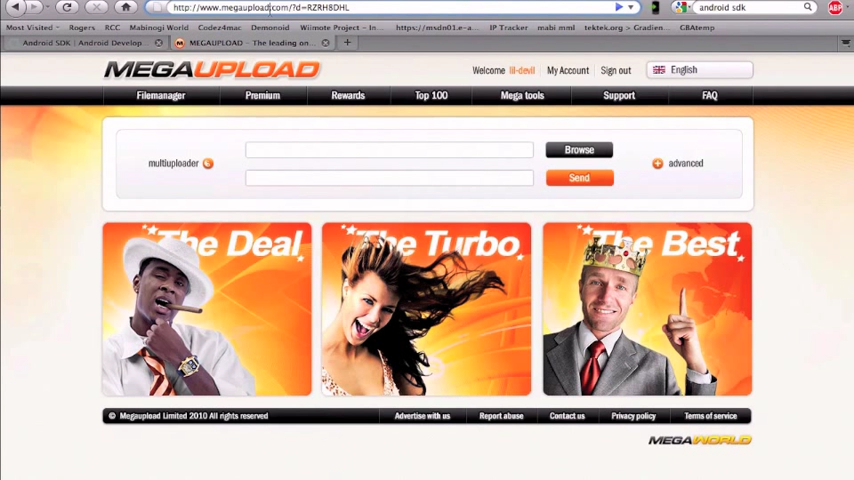 http://www.megaupload.com/?d=RZRH8DHL
android sdk
ABP
Most Visited
Rogers
RCC
Mabinogi World
Codez4mac
Demonoid
Wiimote Project - In...
https://msdn01.e-a...
IP Tracker
mabi mml
tektek.org > Gradien...
GBAtemp
Android SDK | Android Develop...
MEGAUPLOAD - The leading on...
MEGAUPLOAD
Welcome lil-devil
My Account
Sign out
English
Filemanager
Premium
Rewards
Top 100
Mega tools
Support
FAQ
multiuploader
Browse
advanced
Send
The Deal
The Turbo
The Best
© Megaupload Limited 2010 All rights reserved
Advertise with us
Report abuse
Contact us
Privacy policy
Terms of service
MEGAWORLD